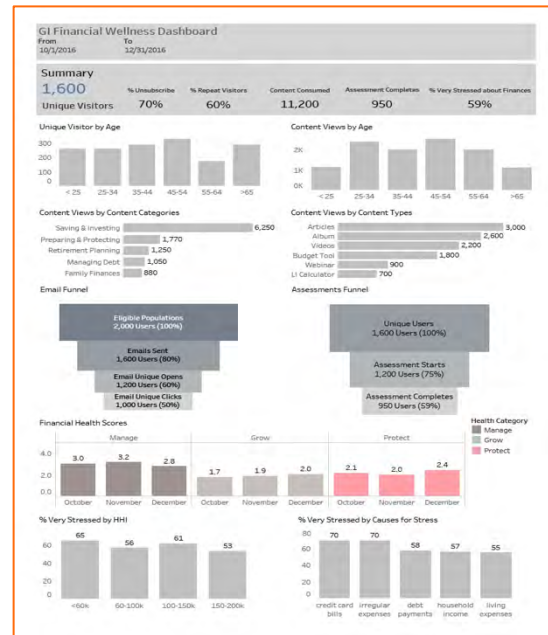 GI Financial Wellness Dashboard
From To
10/1/2016 12/31/2016
Summary
1,600 % Unsubscribe % Repeat Visitors Content Consumed Assessment Completes % Very Stressed about Finances
Unique Visitors 70% 60% 11,200 950 59%
Unique Visitor by Age
300
200
100
0
< 25 25-34 35-44 45-54 55-64 >65
Content Views by Age
2K
1K
0K
< 25 25-34 35-44 45-54 55-64 >65
Content Views by Content Categories
Saving & Investing 6,250
Preparing & Protecting 1,770
Retirement Planning 1,250
Managing Debt 1,050
Family Finances 880
Content Views by Content Types
Articles 3,000
Album 2,600
Videos 2,200
Budget Tool 1,800
Webinar 900
LI Calculator 700
Email Funnel
Eligible Populations
2,000 Users (100%)
Emails Sent
1,600 Users (80%)
Email Unique Opens
1,200 Users (60%)
Email Unique Clicks
1,000 Users (50%)
Assessments Funnel
Unique Users
1,600 Users (100%)
Assessment Starts
1,200 Users (75%)
Assessment Completes
950 Users (59%)
Financial Health Scores
Manage Grow Protect
4.0
2.0
0.0
3.0 3.2 2.8 1.7 1.9 2.0 2.1 2.0 2.4
October November December October November December October November December
Health Category
Manage
Grow
Protect
% Very Stressed by HHI
60
40
20
0
65 56 61 53
<60k 60-100k 100-150k 150-200k
% Very Stressed by Causes for Stress
80
60
40
20
0
70 70 58 57 55
credit card irregular debt household living
bills expenses payments income expenses